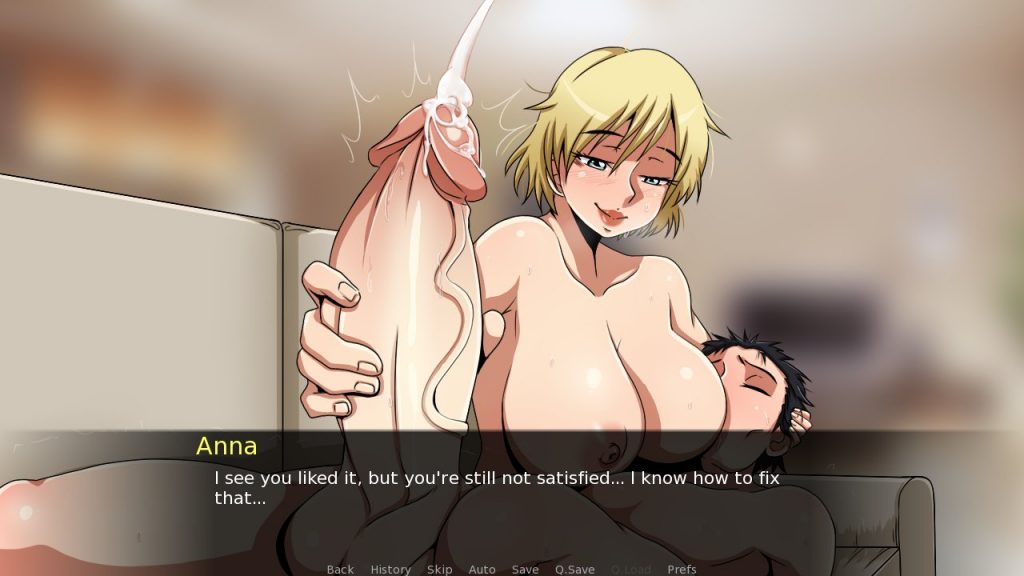 Anna
I see you liked it, but you're still not satisfied... I know how to fix
that...
Back History Skip Auto Save Q.Save Q.Load Prefs